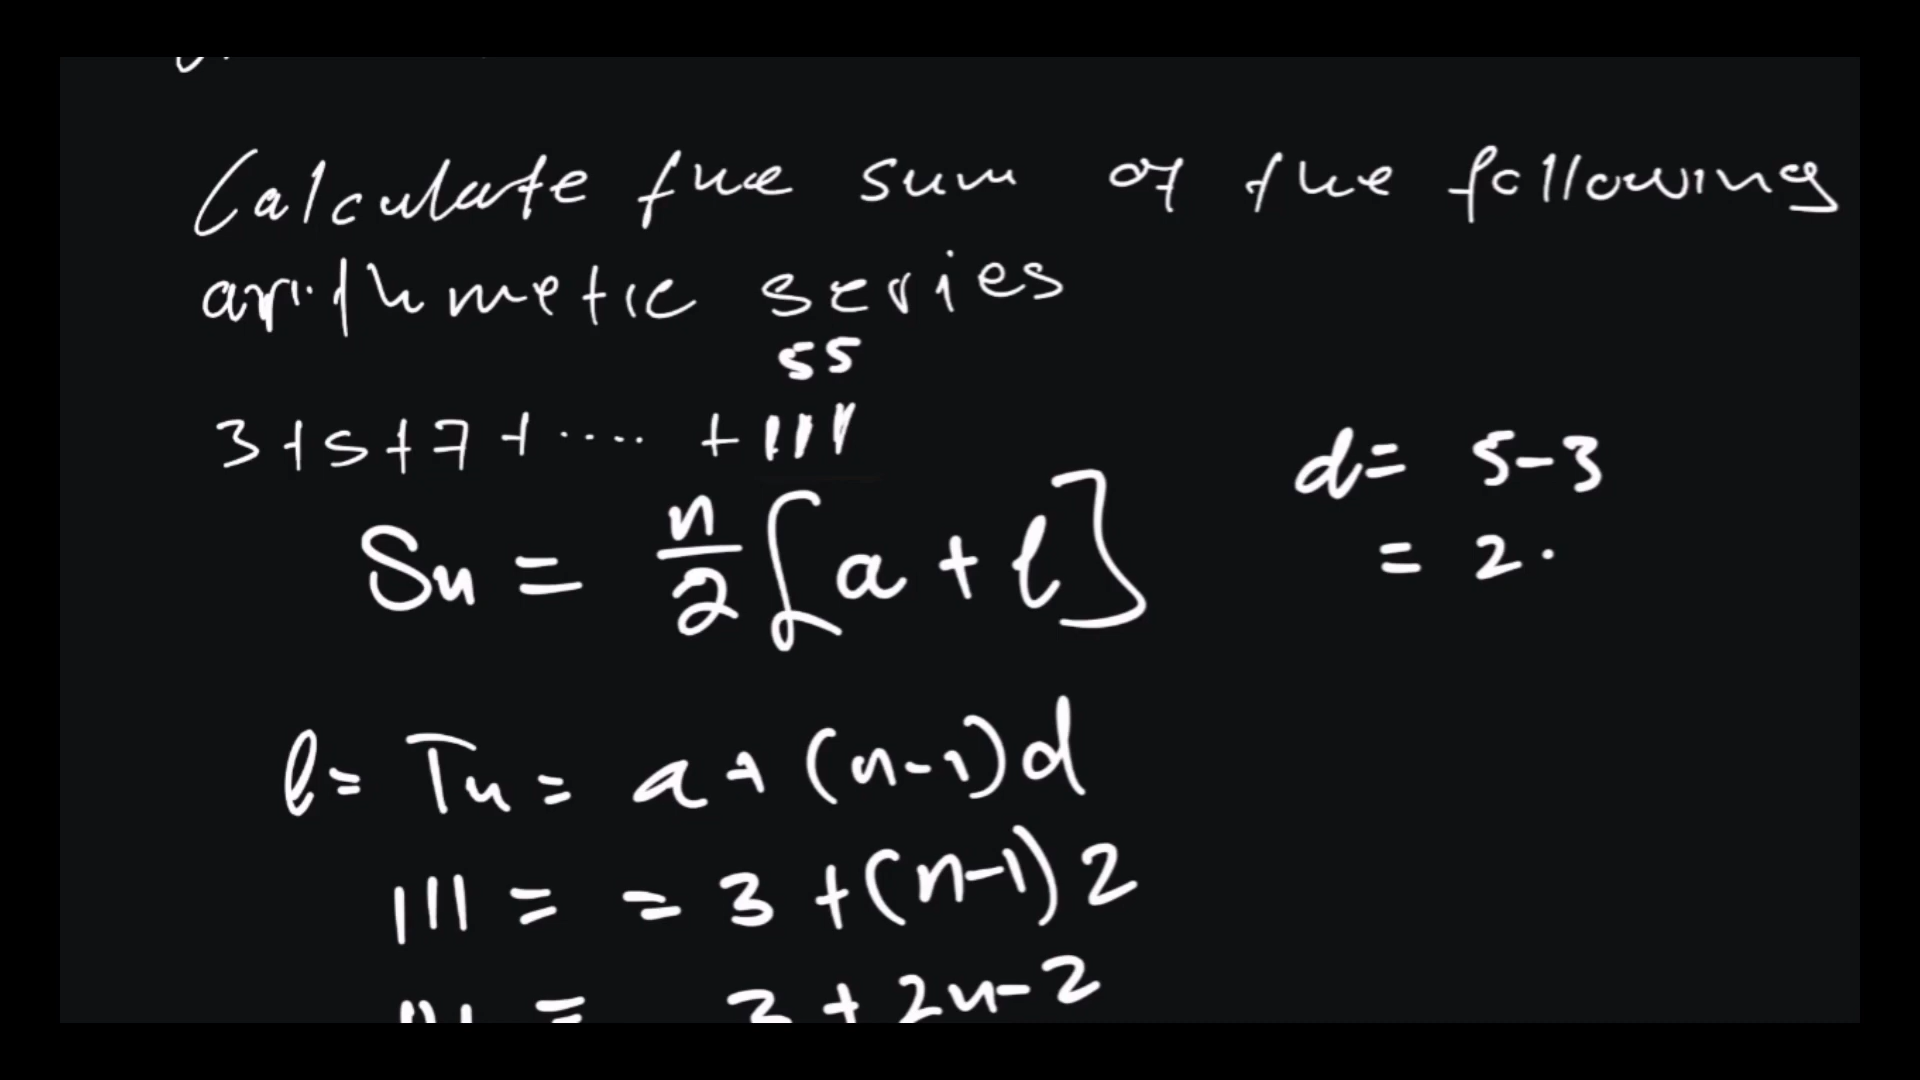 Calculate the sum of the following
arithmetic series
55
3+5+7+.... +111
Sn = n/2 [a + l]
d = 5-3
= 2.
l = Tn = a + (n-1)d
111 = = 3 + (n-1) 2
111 = 3 + 2n-2